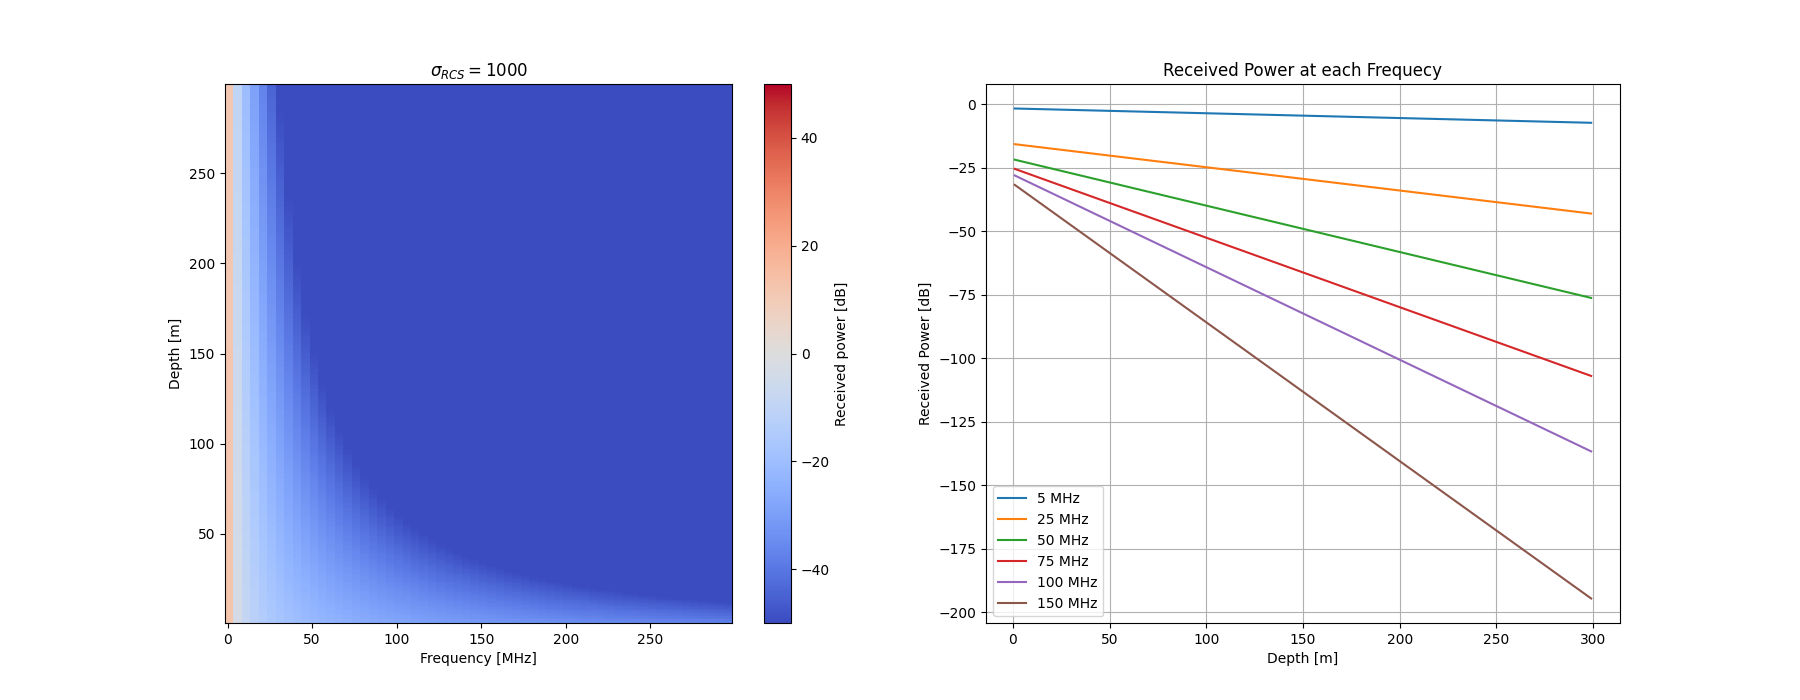 σRCS = 1000
250
200
150
100
50
0
50
100
150
200
250
Frequency [MHz]
Depth [m]
40
20
0
−20
−40
Received power [dB]
Received Power at each Frequecy
0
−25
−50
−75
−100
−125
−150
−175
−200
Received Power [dB]
5 MHz
25 MHz
50 MHz
75 MHz
100 MHz
150 MHz
0
50
100
150
200
250
300
Depth [m]